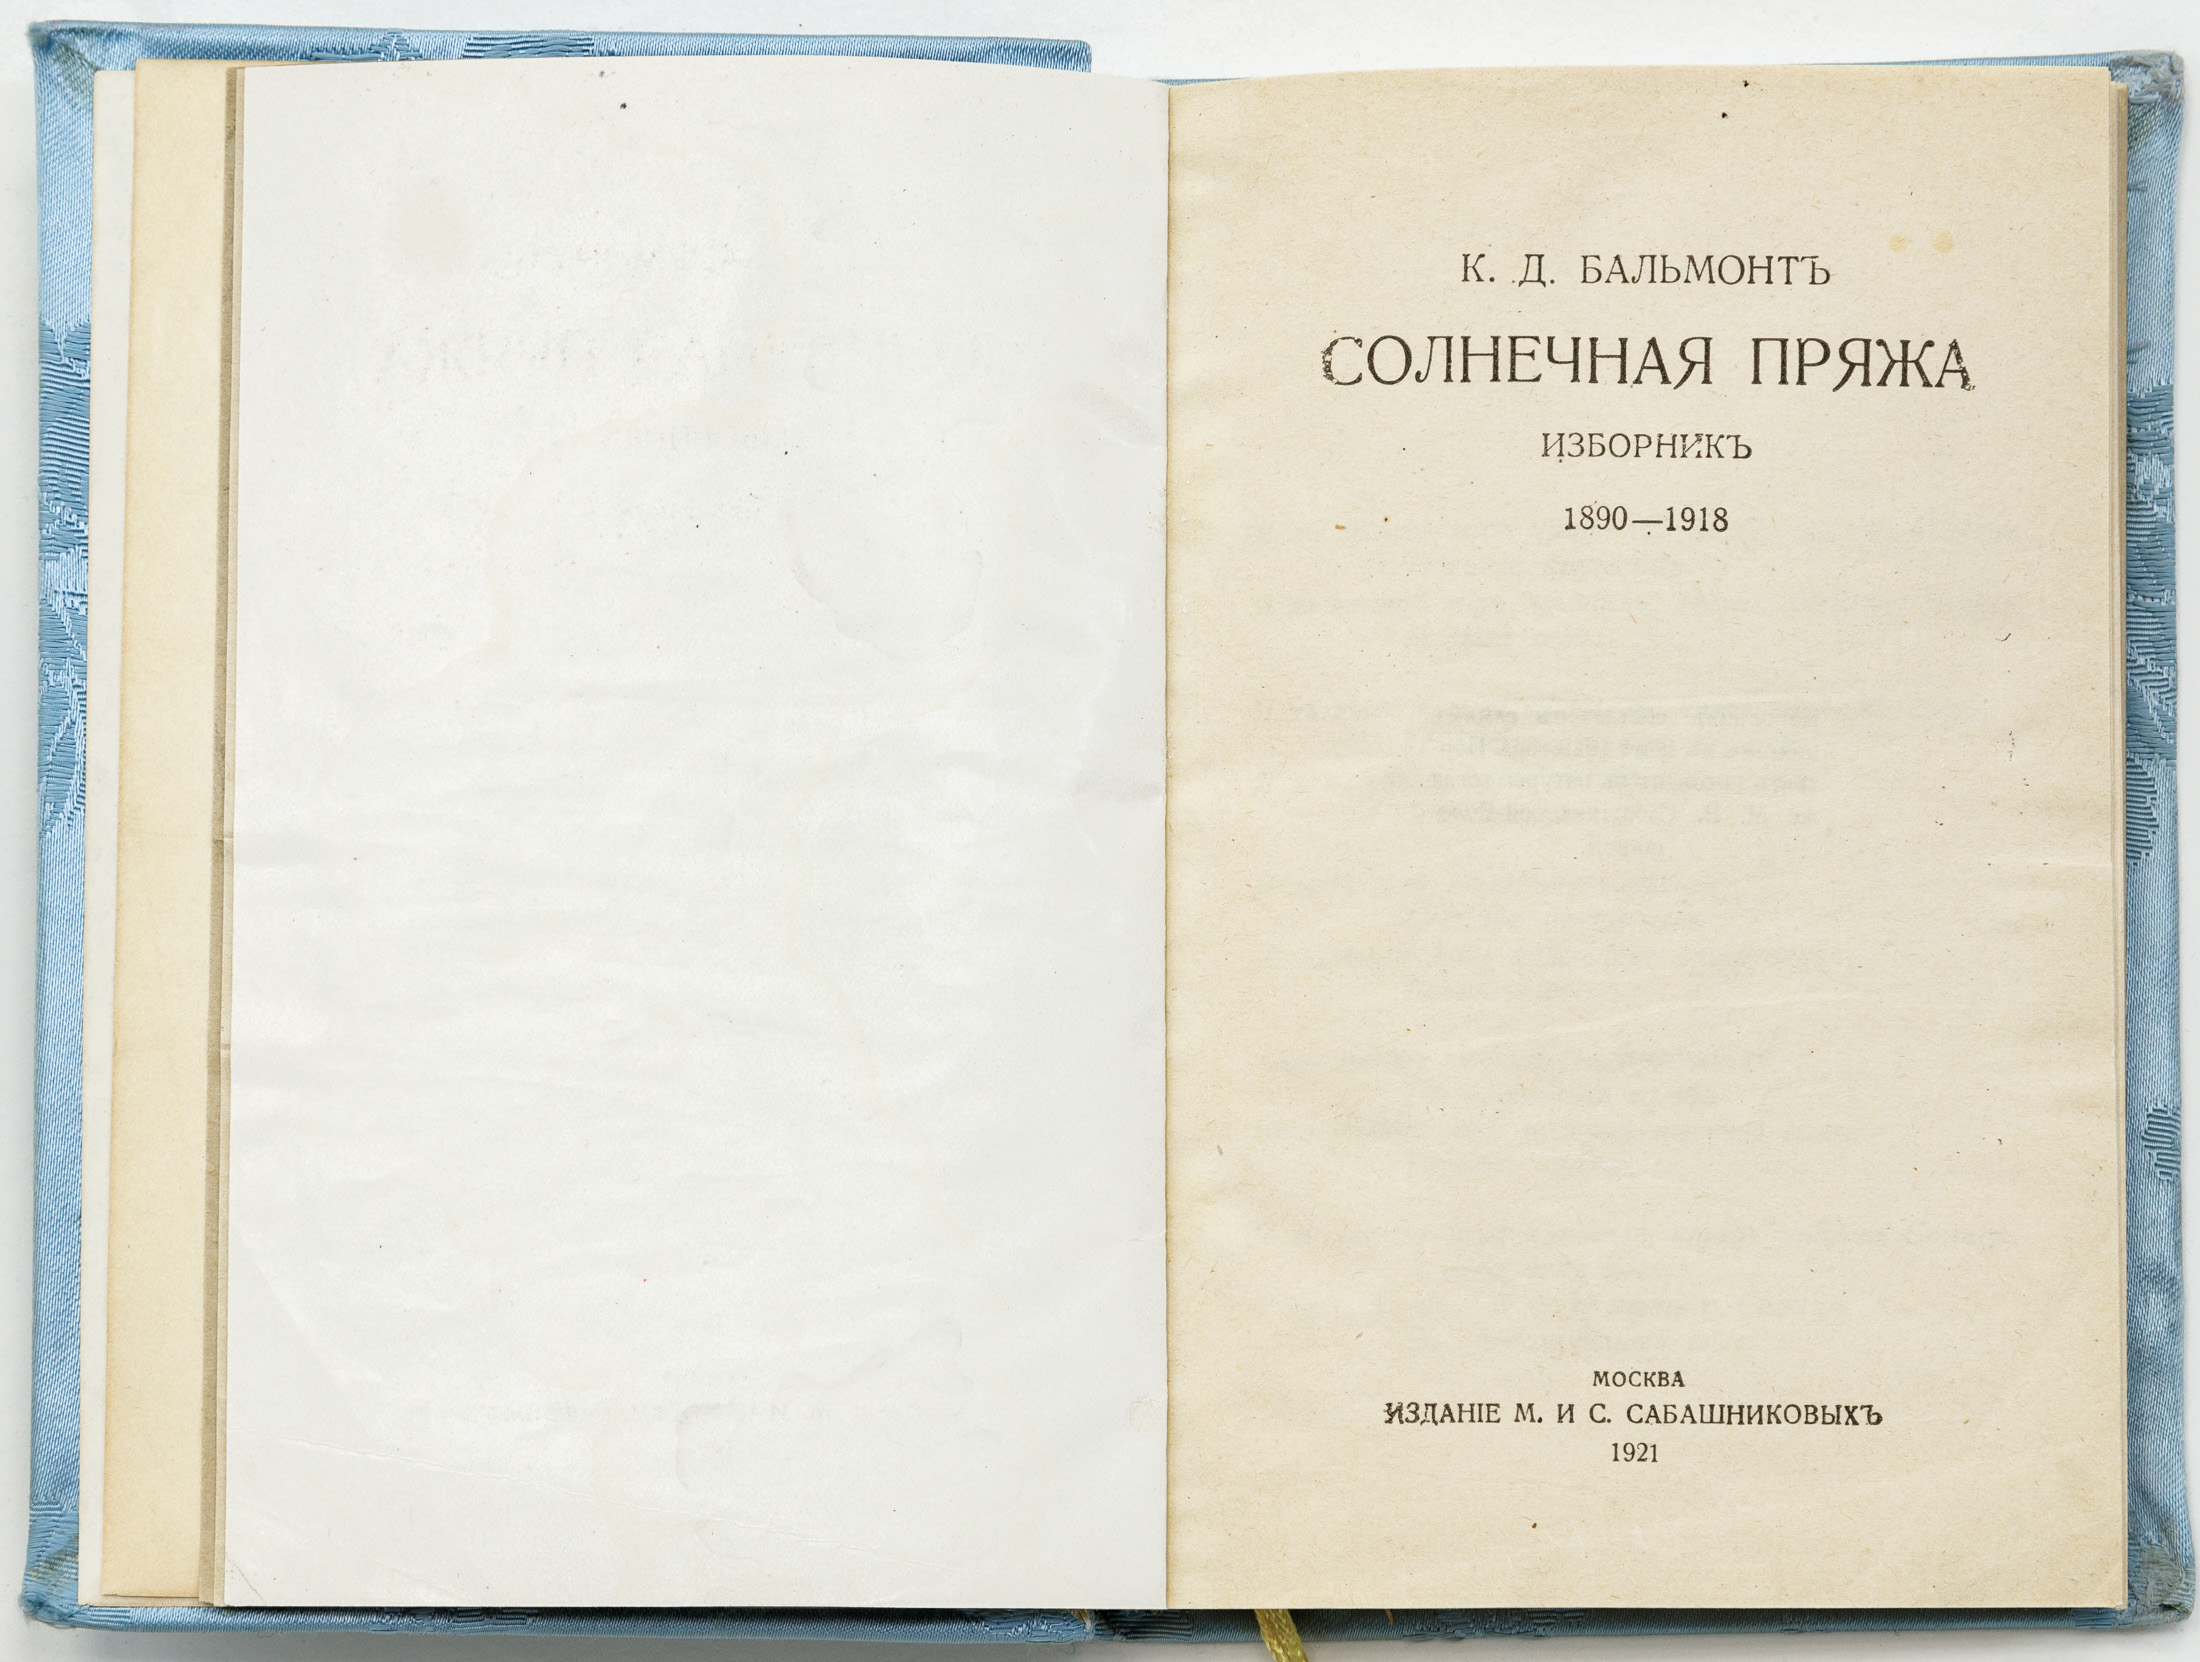 К. Д. БАЛЬМОНТЪ
СОЛНЕЧНАЯ ПРЯЖА
ИЗБОРНИКЪ
1890—1918
МОСКВА
ИЗДАНІЕ М. И С. САБАШНИКОВЫХЪ
1921